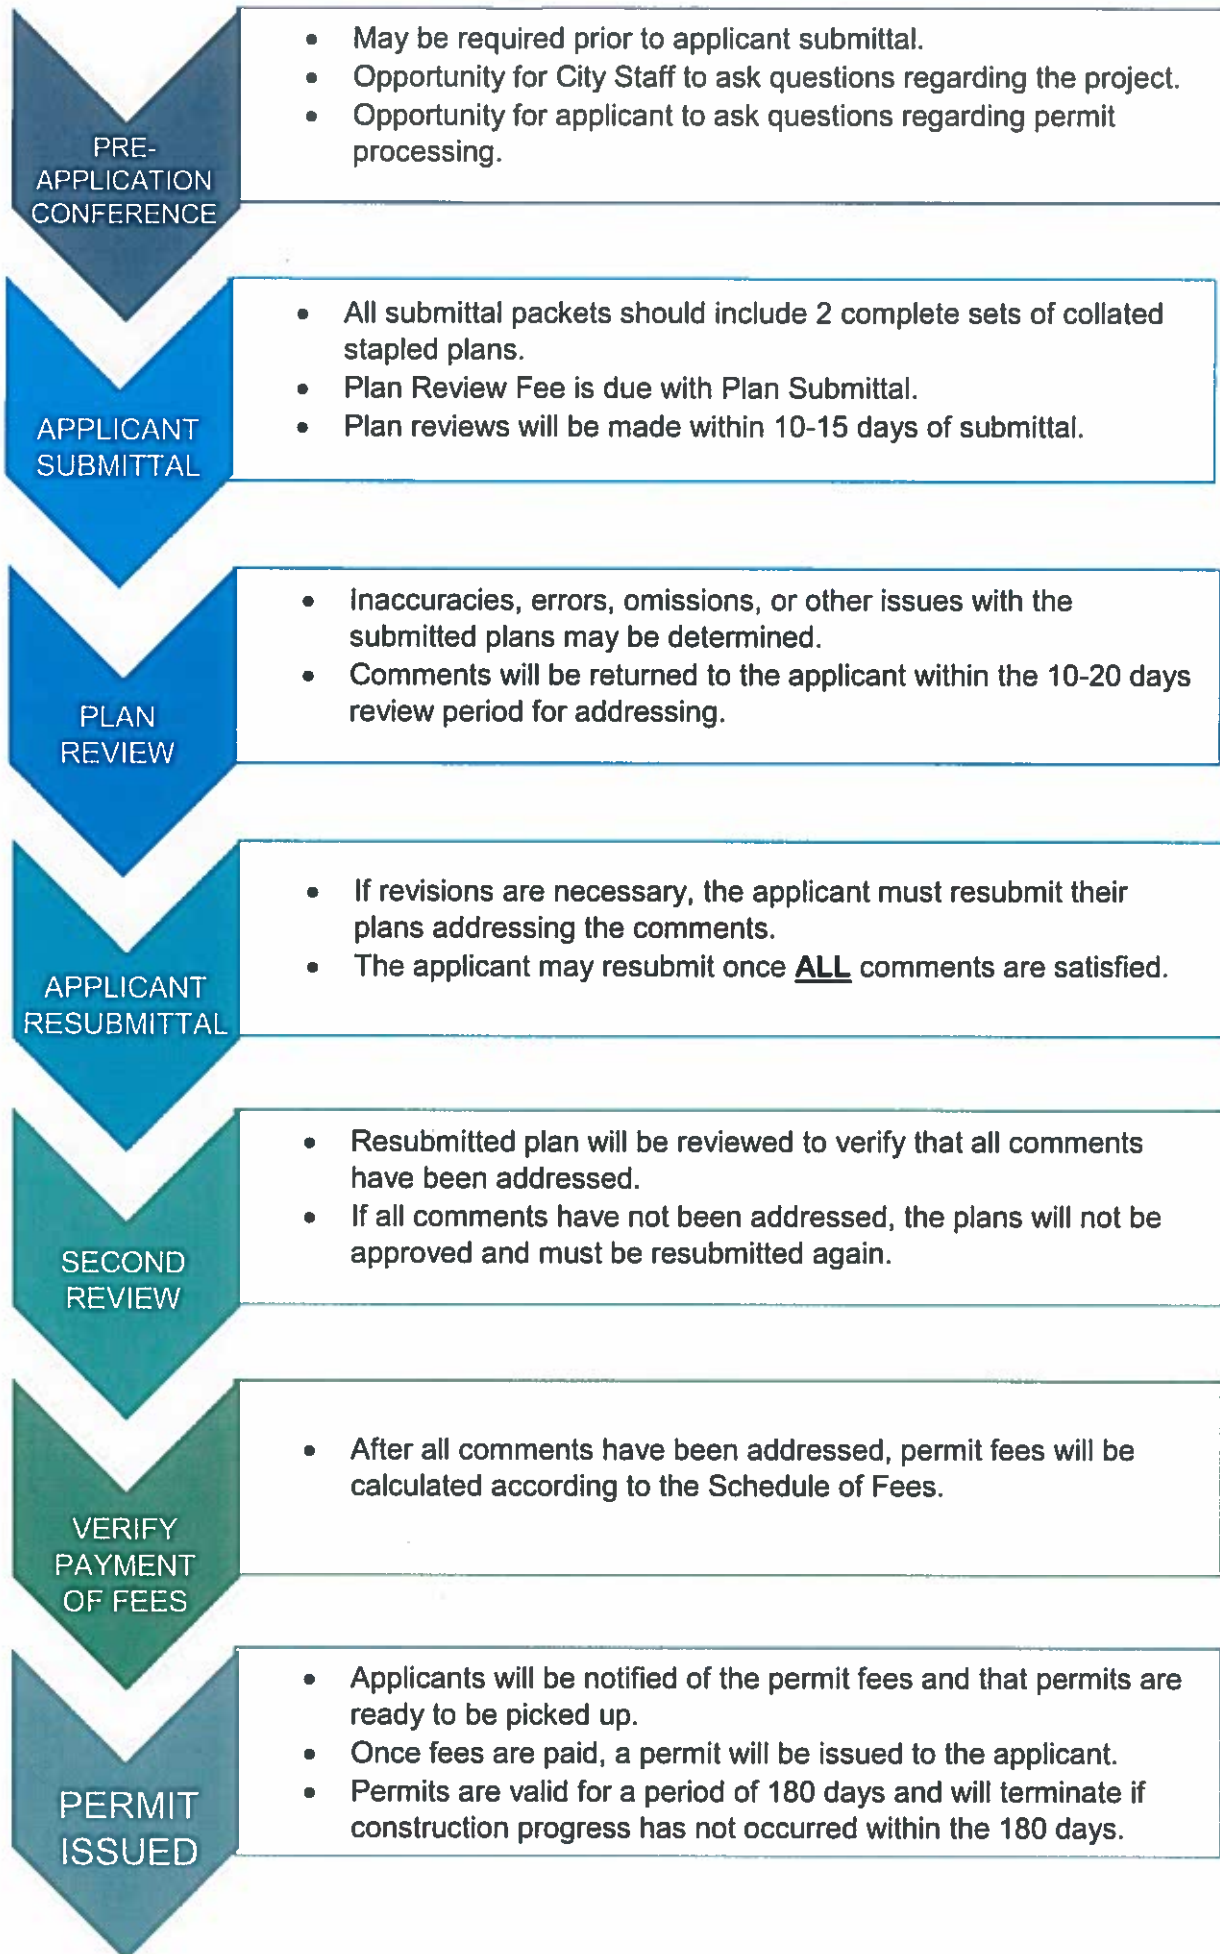 PRE-
APPLICATION
CONFERENCE
• May be required prior to applicant submittal.
• Opportunity for City Staff to ask questions regarding the project.
• Opportunity for applicant to ask questions regarding permit
processing.
APPLICANT
SUBMITTAL
• All submittal packets should include 2 complete sets of collated
stapled plans.
• Plan Review Fee is due with Plan Submittal.
• Plan reviews will be made within 10-15 days of submittal.
PLAN
REVIEW
• Inaccuracies, errors, omissions, or other issues with the
submitted plans may be determined.
• Comments will be returned to the applicant within the 10-20 days
review period for addressing.
APPLICANT
RESUBMITTAL
• If revisions are necessary, the applicant must resubmit their
plans addressing the comments.
• The applicant may resubmit once ALL comments are satisfied.
SECOND
REVIEW
• Resubmitted plan will be reviewed to verify that all comments
have been addressed.
• If all comments have not been addressed, the plans will not be
approved and must be resubmitted again.
VERIFY
PAYMENT
OF FEES
• After all comments have been addressed, permit fees will be
calculated according to the Schedule of Fees.
PERMIT
ISSUED
• Applicants will be notified of the permit fees and that permits are
ready to be picked up.
• Once fees are paid, a permit will be issued to the applicant.
• Permits are valid for a period of 180 days and will terminate if
construction progress has not occurred within the 180 days.